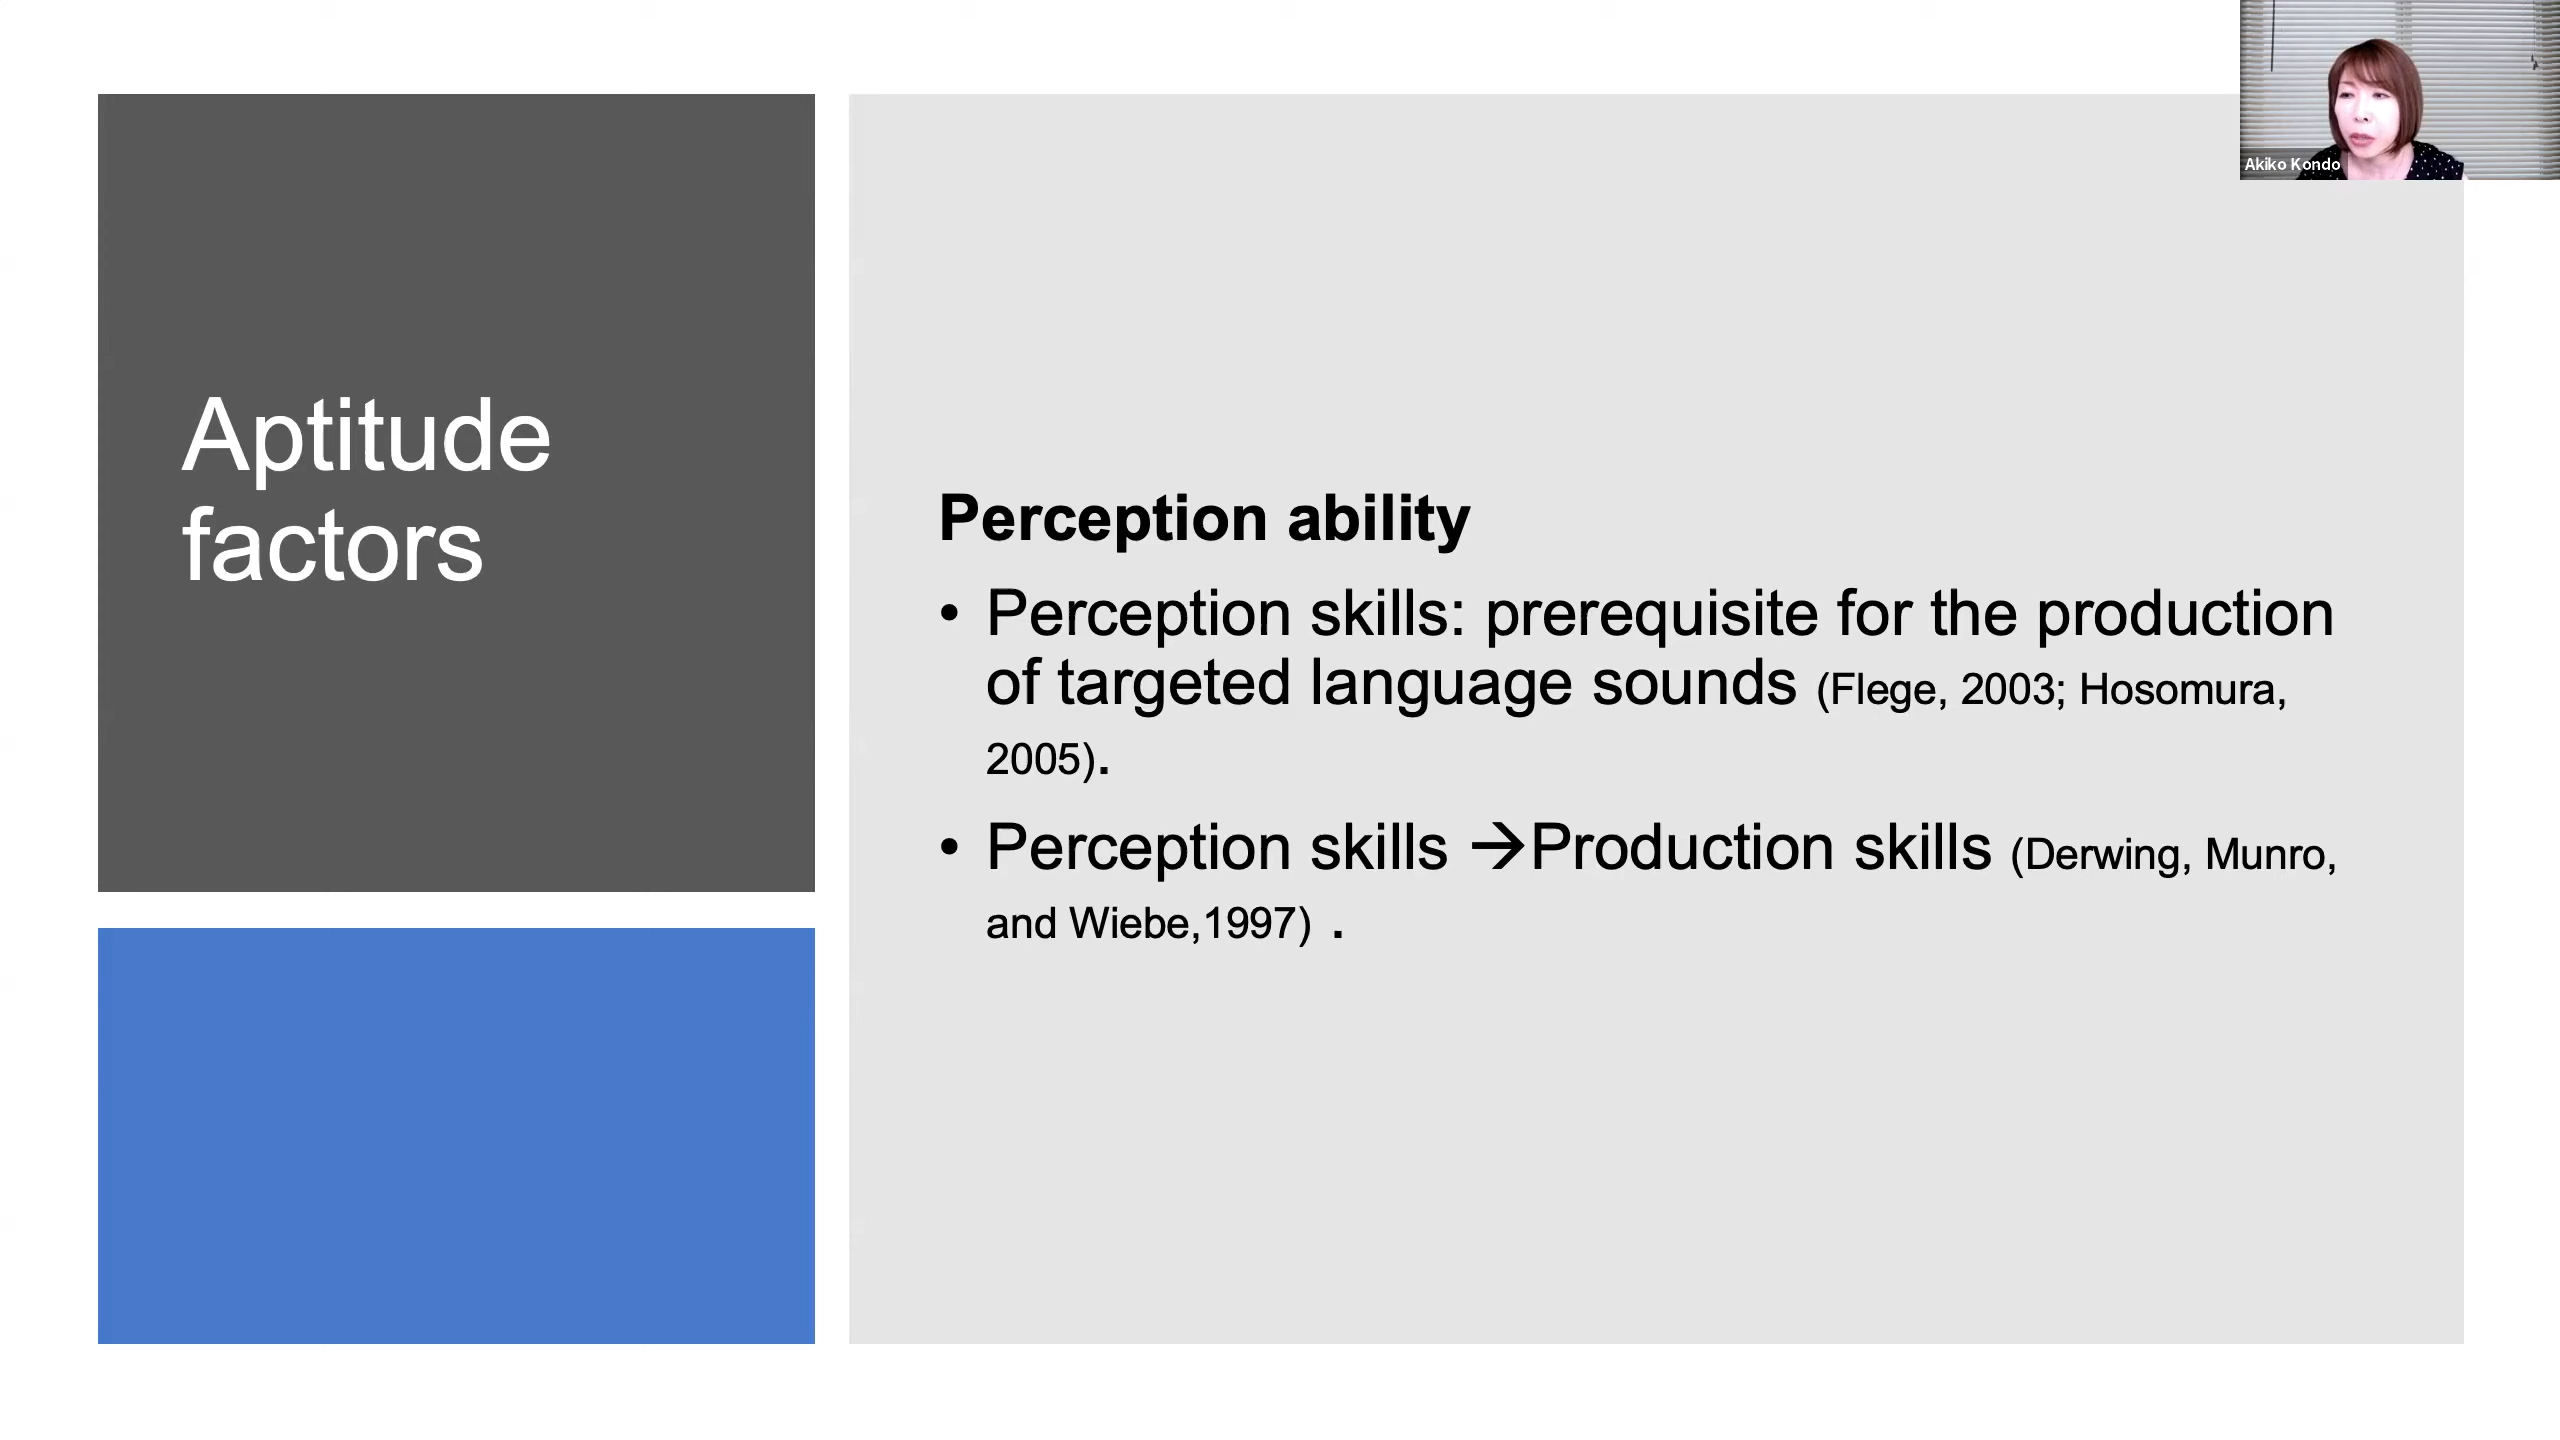 Akiko Kondo
Aptitude
factors
Perception ability
• Perception skills: prerequisite for the production
of targeted language sounds (Flege, 2003; Hosomura,
2005).
• Perception skills →Production skills (Derwing, Munro,
and Wiebe,1997) .